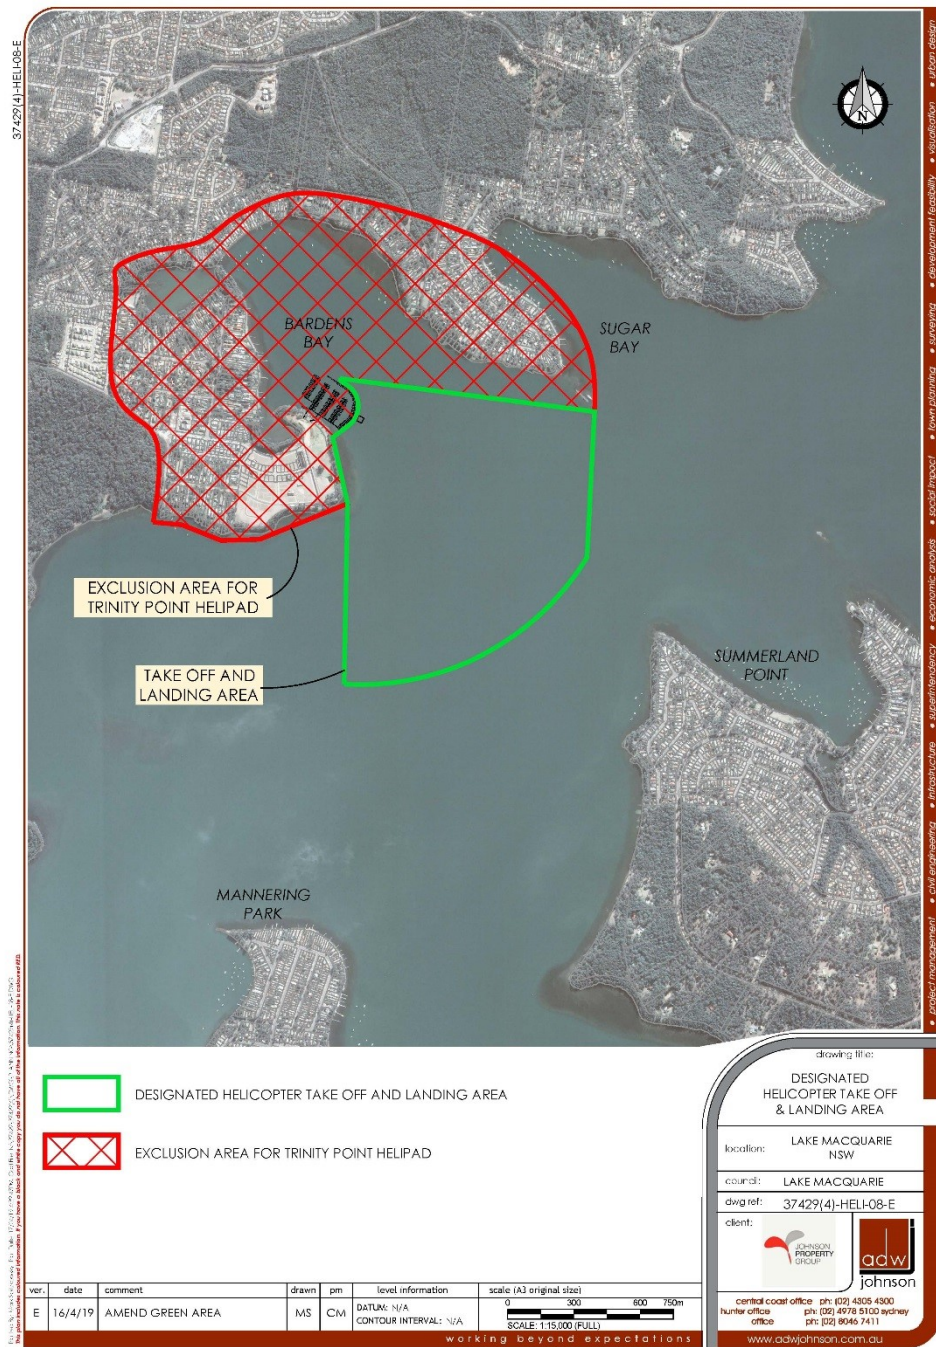 37429(4)-HELI-08-E
N
BARDENS
BAY
SUGAR
BAY
EXCLUSION AREA FOR
TRINITY POINT HELIPAD
TAKE OFF AND
LANDING AREA
SUMMERLAND
POINT
MANNERING
PARK
• project management • civil engineering • infrastructure • superintendency • economic analysis • social impact • town planning • surveying • development feasibility • visualisation • urban design
DESIGNATED HELICOPTER TAKE OFF AND LANDING AREA
EXCLUSION AREA FOR TRINITY POINT HELIPAD
drawing title:
DESIGNATED
HELICOPTER TAKE OFF
& LANDING AREA
location: LAKE MACQUARIE
NSW
council: LAKE MACQUARIE
dwg ref: 37429(4)-HELI-08-E
client:
JOHNSON
PROPERTY
GROUP
adw
johnson
central coast office ph: (02) 4305 4300
hunter office ph: (02) 4978 5100 sydney
office ph: (02) 8046 7411
www.adwjohnson.com.au
ver. date comment drawn pm level information scale (A3 original size)
E 16/4/19 AMEND GREEN AREA MS CM DATUM: N/A
CONTOUR INTERVAL: N/A
0 300 600 750m
SCALE: 1:15,000 (FULL)
working beyond expectations